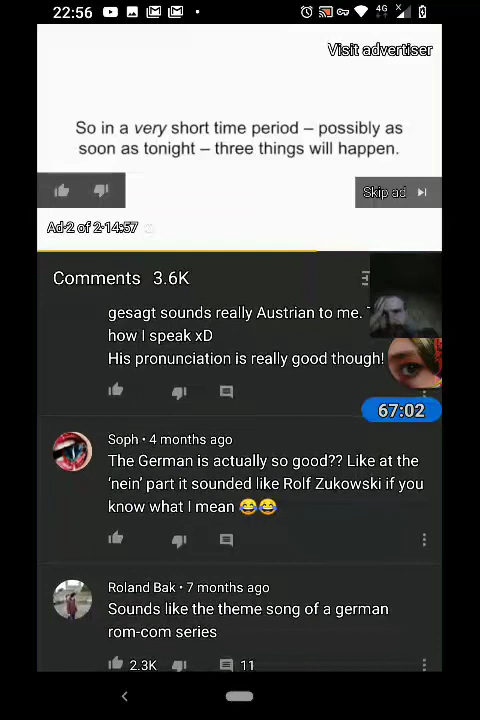 22:56
4G
Visit advertiser
So in a very short time period – possibly as
soon as tonight – three things will happen.
Skip ad
Ad 2 of 2·14:57
Comments 3.6K
gesagt sounds really Austrian to me.
how I speak xD
His pronunciation is really good though!
67:02
Soph • 4 months ago
The German is actually so good?? Like at the
‘nein’ part it sounded like Rolf Zukowski if you
know what I mean 😂😂
Roland Bak • 7 months ago
Sounds like the theme song of a german
rom-com series
2.3K 11